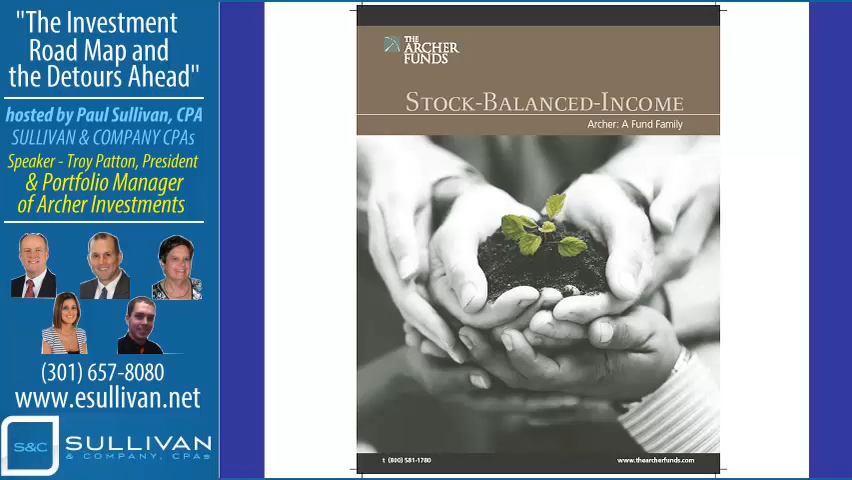 "The Investment
Road Map and
the Detours Ahead"
hosted by Paul Sullivan, CPA
SULLIVAN & COMPANY CPAs
Speaker - Troy Patton, President
& Portfolio Manager
of Archer Investments
(301) 657-8080
www.esullivan.net
S&C
SULLIVAN
& COMPANY, CPAs
THE
ARCHER
FUNDS
STOCK-BALANCED-INCOME
Archer: A Fund Family
t (800) 581-1780
www.thearcherfunds.com